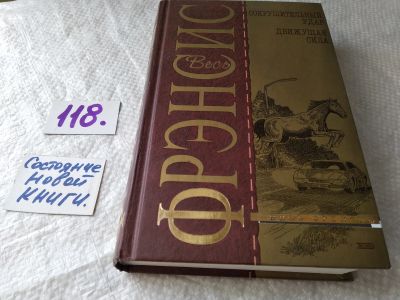 118.
Состояние
новой
книги.
Весь
ФРЭНСИС
СОКРУШИТЕЛЬНЫЙ
УДАР
ДВИЖУЩАЯ
СИЛА